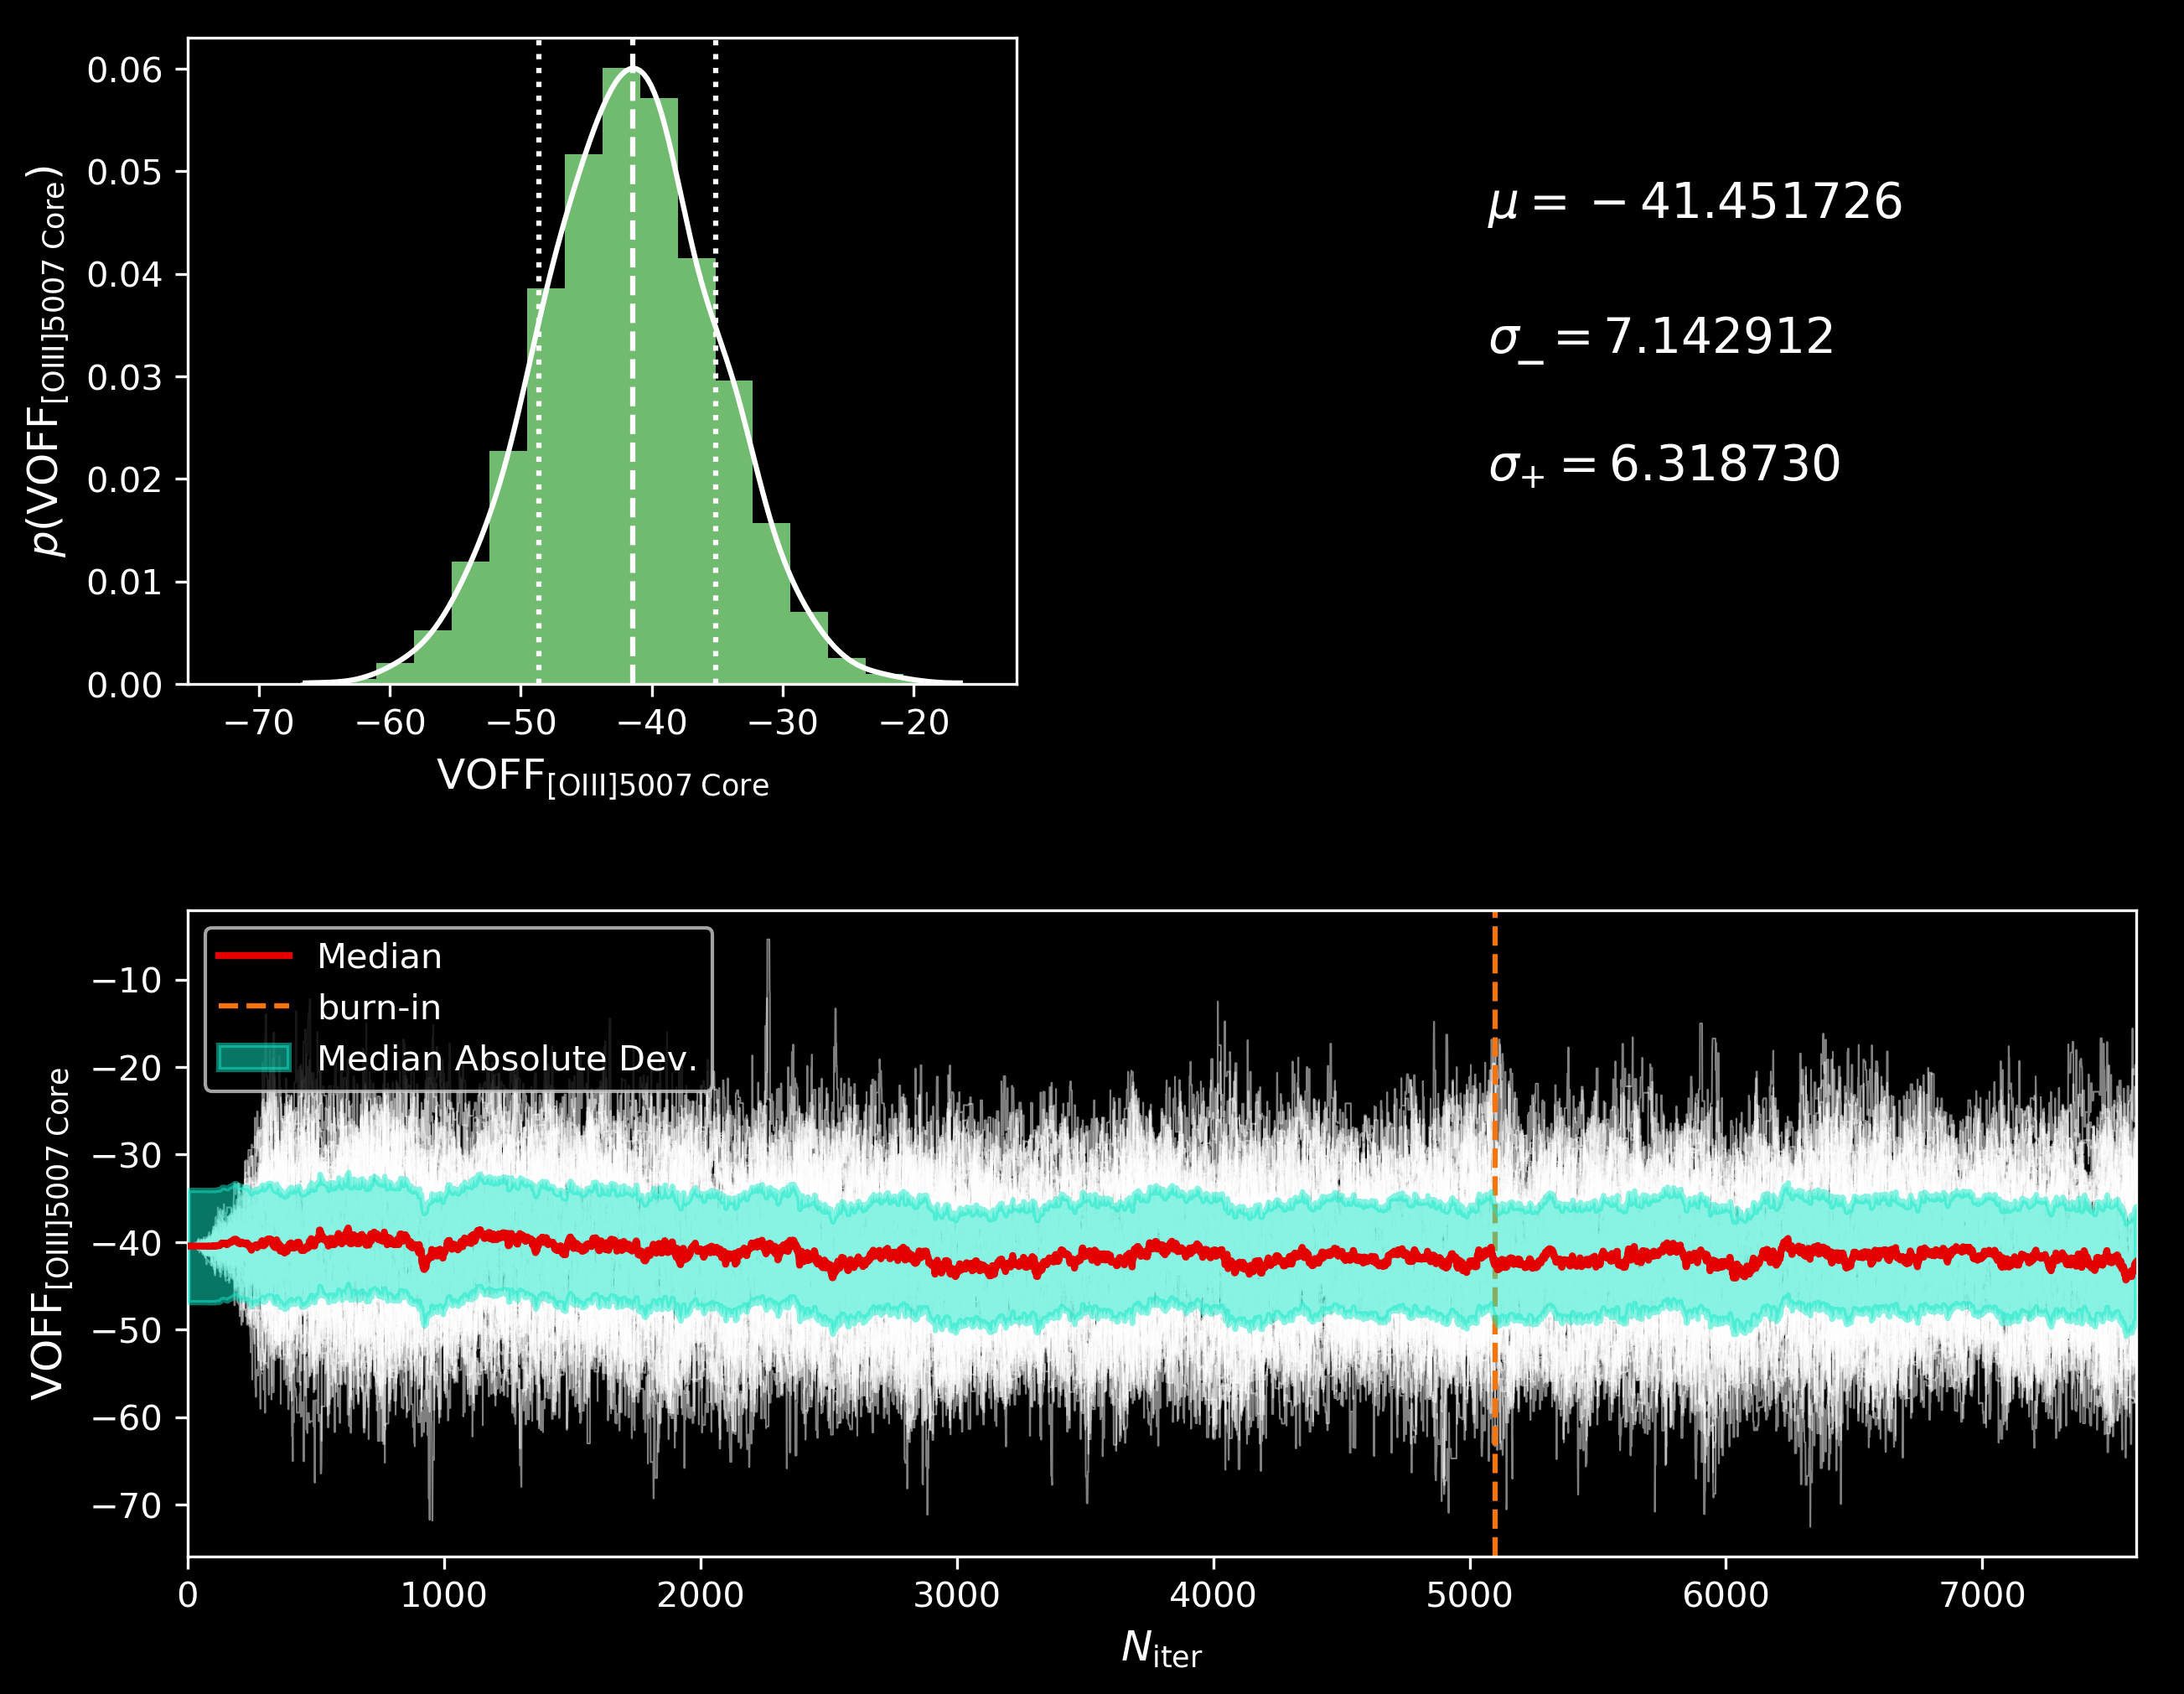 0.06
0.05
0.04
0.03
0.02
0.01
0.00
p(VOFF[OIII]5007 Core)
−70 −60 −50 −40 −30 −20
VOFF[OIII]5007 Core
μ = − 41.451726
σ− = 7.142912
σ+ = 6.318730
Median
burn-in
Median Absolute Dev.
−10
−20
−30
−40
−50
−60
−70
VOFF[OIII]5007 Core
0 1000 2000 3000 4000 5000 6000 7000
Niter